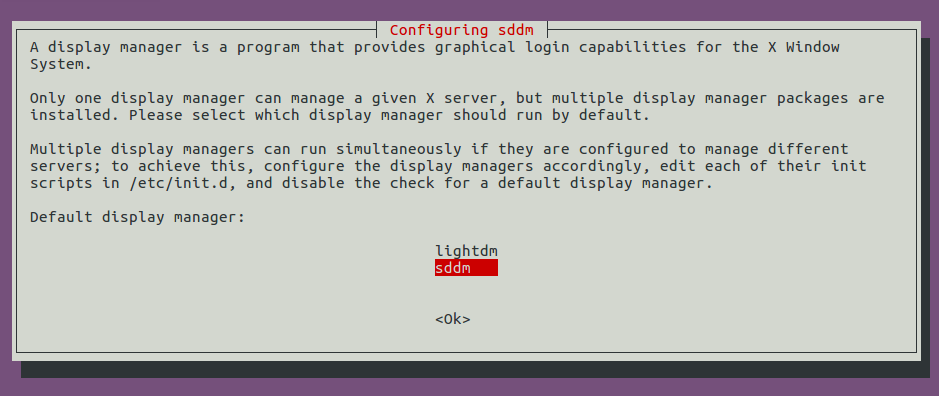 Configuring sddm
A display manager is a program that provides graphical login capabilities for the X Window
System.
Only one display manager can manage a given X server, but multiple display manager packages are
installed. Please select which display manager should run by default.
Multiple display managers can run simultaneously if they are configured to manage different
servers; to achieve this, configure the display managers accordingly, edit each of their init
scripts in /etc/init.d, and disable the check for a default display manager.
Default display manager:
lightdm
sddm
<Ok>